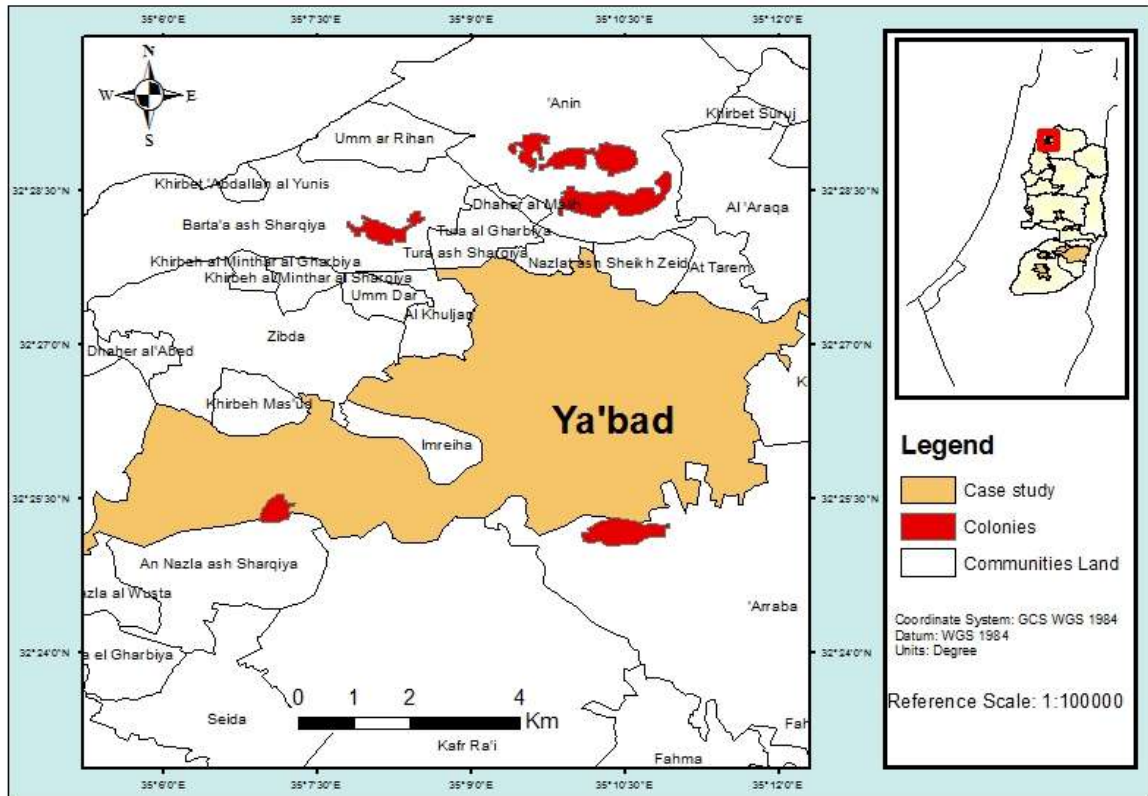 35°6'0"E 35°7'30"E 35°9'0"E 35°10'30"E 35°12'0"E
N
W E
S
'Anin
Khirbet Suruj
Umm ar Rihan
32°28'30"N
Khirbet 'Abdallah al Yunis
Dhaher al Malih
Al 'Araqa
Barta'a ash Sharqiya
Tura al Gharbiya
Tura ash Sharqiya
Khirbeh al Minthar al Gharbiya
Nazlat ash Sheikh Zeid
At Tarem
Khirbeh al Minthar al Sharqiya
Umm Dar
Al Khuljan
Zibda
32°27'0"N
Dhaher al'Abed
K
Khirbeh Mas'ud
Ya'bad
Imreiha
32°25'30"N
An Nazla ash Sharqiya
azla al Wusta
'Arraba
32°24'0"N
a el Gharbiya
0 1 2 4
Km
Seida
Kafr Ra'i
Fah
Fahma
35°6'0"E 35°7'30"E 35°9'0"E 35°10'30"E 35°12'0"E
32°28'30"N
32°27'0"N
32°25'30"N
32°24'0"N
Legend
Case study
Colonies
Communities Land
Coordinate System: GCS WGS 1984
Datum: WGS 1984
Units: Degree
Reference Scale: 1:100000